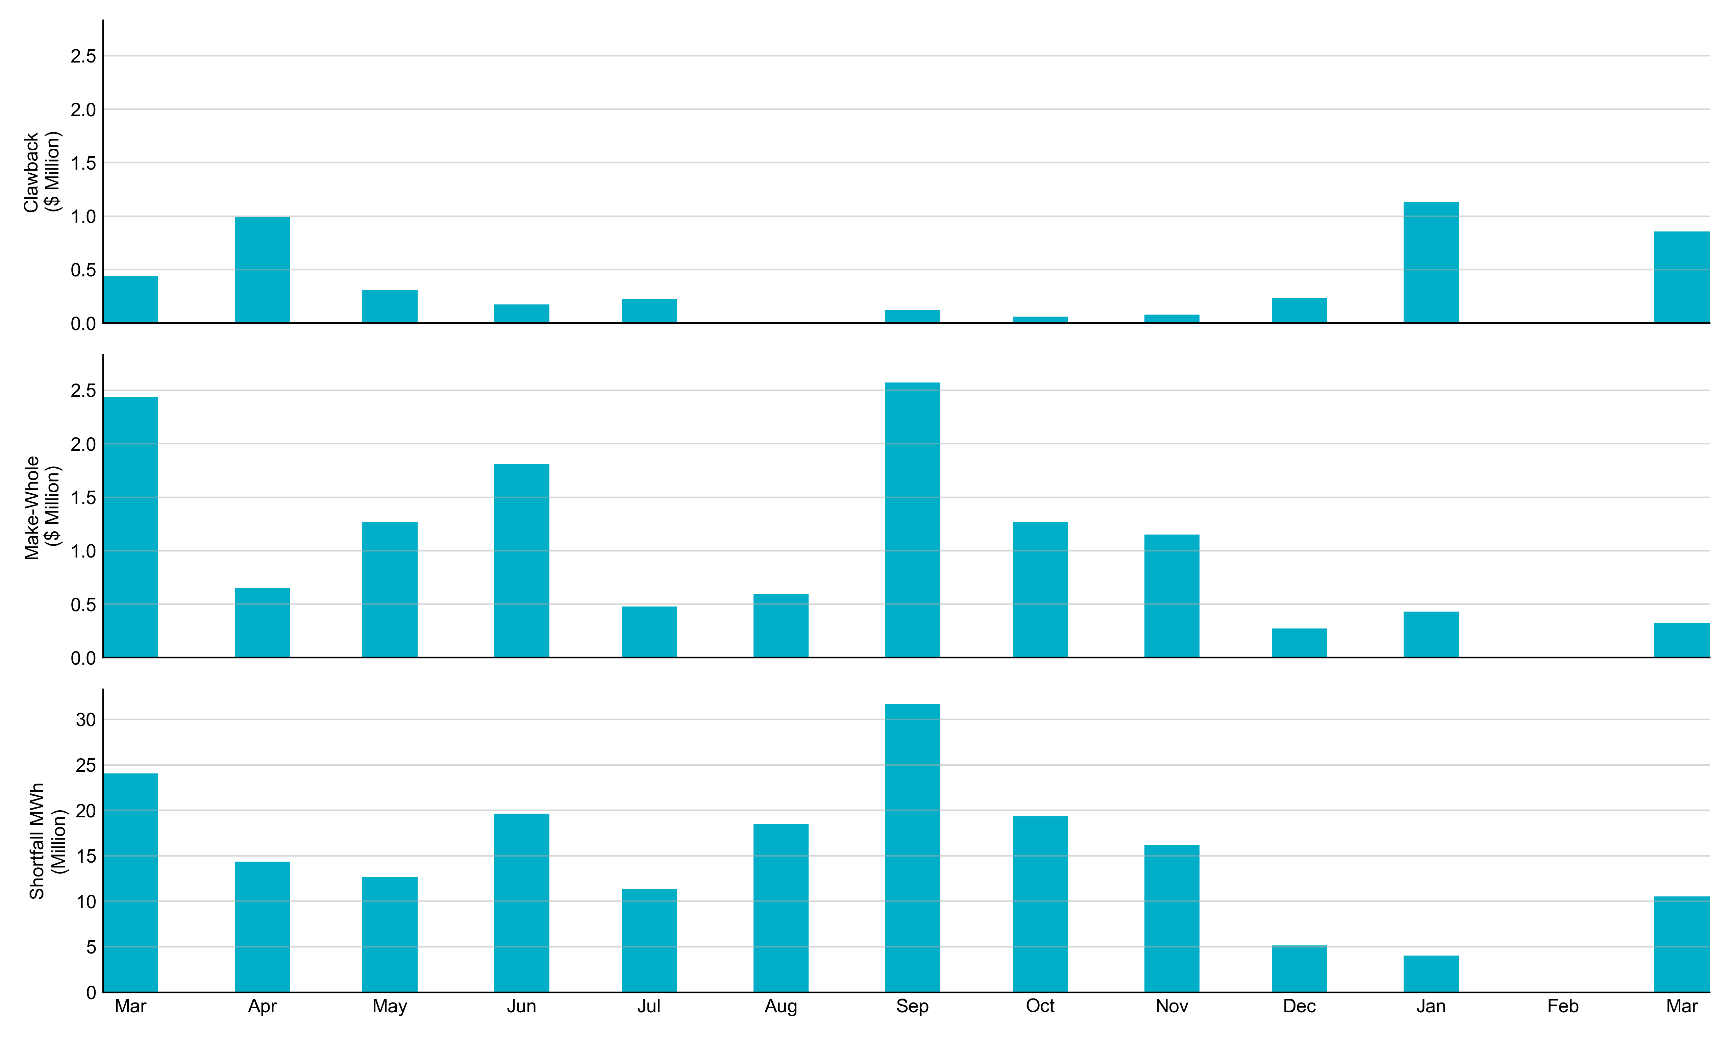 Clawback
($ Million)
2.5
2.0
1.5
1.0
0.5
0.0
Make-Whole
($ Million)
2.5
2.0
1.5
1.0
0.5
0.0
Shortfall MWh
(Million)
30
25
20
15
10
5
0
Mar Apr May Jun Jul Aug Sep Oct Nov Dec Jan Feb Mar